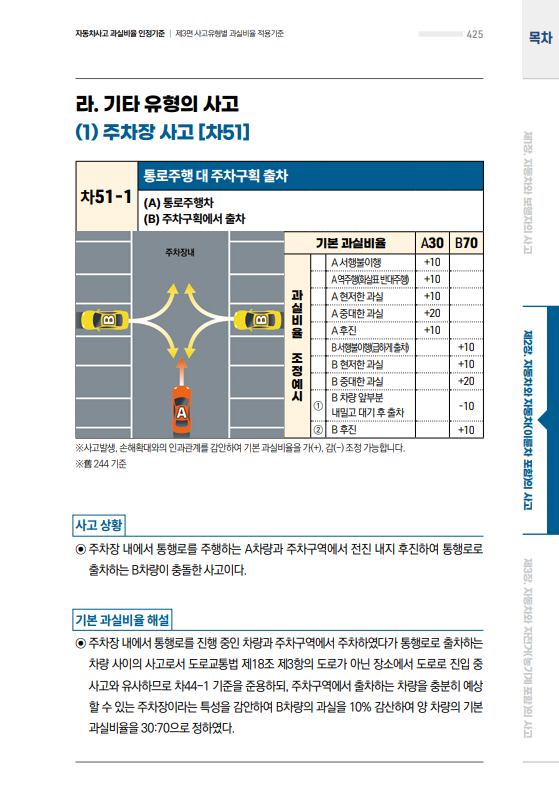 자동차사고 과실비율 인정기준 | 제3편 사고유형별 과실비율 적용기준
425
목차
라. 기타 유형의 사고
(1) 주차장 사고 [차51]
차51-1
통로주행 대 주차구획 출차
(A) 통로주행차
(B) 주차구획에서 출차
주차장내
B
B
A
기본 과실비율 A30 B70
과실비율 조정예시
A 서행불이행 +10
A 역주행(화살표 반대주행) +10
A 현저한 과실 +10
A 중대한 과실 +20
A 후진 +10
B 서행불이행(급하게 출차) +10
B 현저한 과실 +10
B 중대한 과실 +20
① B 차량 앞부분
내밀고 대기 후 출차 -10
② B 후진 +10
※사고발생, 손해확대와의 인과관계를 감안하여 기본 과실비율을 가(+), 감(-) 조정 가능합니다.
※舊 244 기준
사고 상황
◉ 주차장 내에서 통행로를 주행하는 A차량과 주차구역에서 전진 내지 후진하여 통행로로
출차하는 B차량이 충돌한 사고이다.
기본 과실비율 해설
◉ 주차장 내에서 통행로를 진행 중인 차량과 주차구역에서 주차하였다가 통행로로 출차하는
차량 사이의 사고로서 도로교통법 제18조 제3항의 도로가 아닌 장소에서 도로로 진입 중
사고와 유사하므로 차44-1 기준을 준용하되, 주차구역에서 출차하는 차량을 충분히 예상
할 수 있는 주차장이라는 특성을 감안하여 B차량의 과실을 10% 감산하여 양 차량의 기본
과실비율을 30:70으로 정하였다.
제1장. 자동차와 보행자의 사고
제2장. 자동차와 자동차(이륜차 포함)의 사고
제3장. 자동차와 자전거(농기계 포함)의 사고